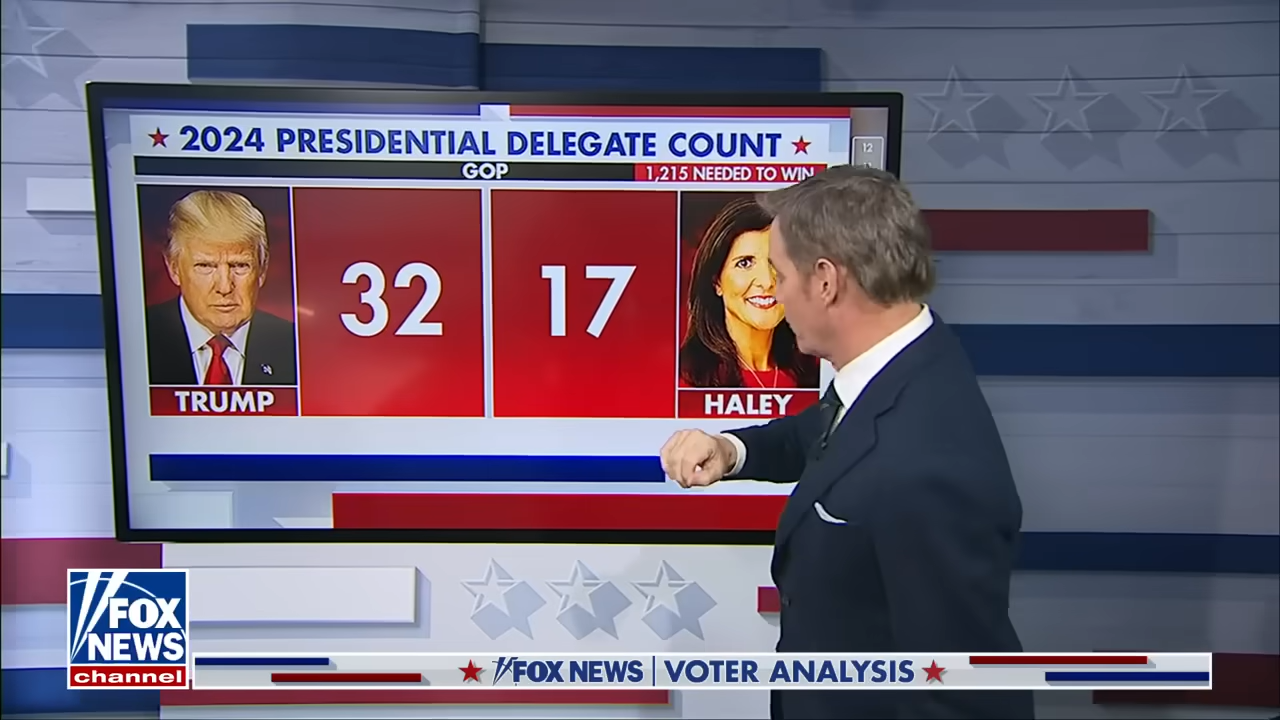 ★ 2024 PRESIDENTIAL DELEGATE COUNT ★
GOP
1,215 NEEDED TO WIN
12
32
17
TRUMP
HALEY
FOX
NEWS
channel
★ FOX NEWS | VOTER ANALYSIS ★